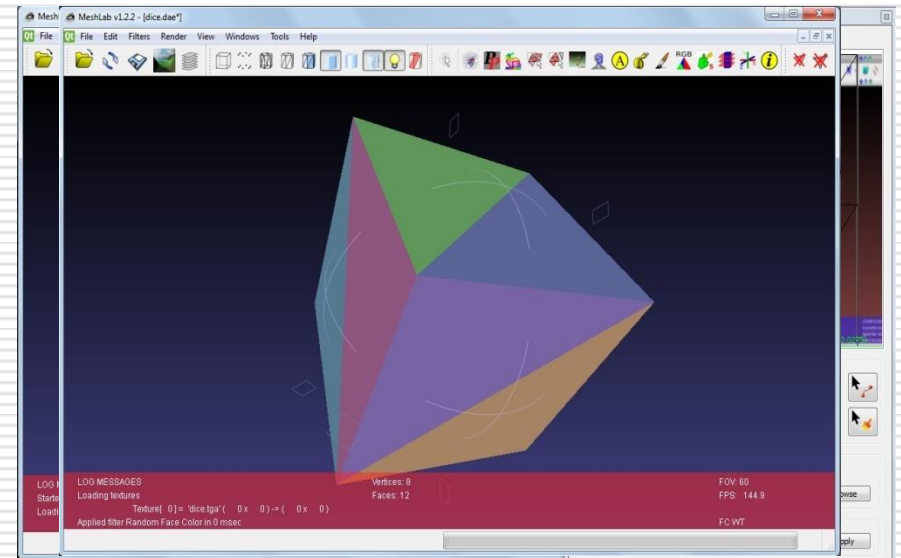 Mesh
MeshLab v1.2.2 - [dice.dae*]
File
File Edit Filters Render View Windows Tools Help
RGB
LOG MESSAGES
Vertices: 8
FOV: 60
Loading textures
Faces: 12
FPS: 144.9
Texture[ 0 ] = 'dice.tga' ( 0 x 0 ) -> ( 0 x 0 )
Applied filter Random Face Color in 0 msec
FC WT
LOG
Starte
Loadi
owse
pply